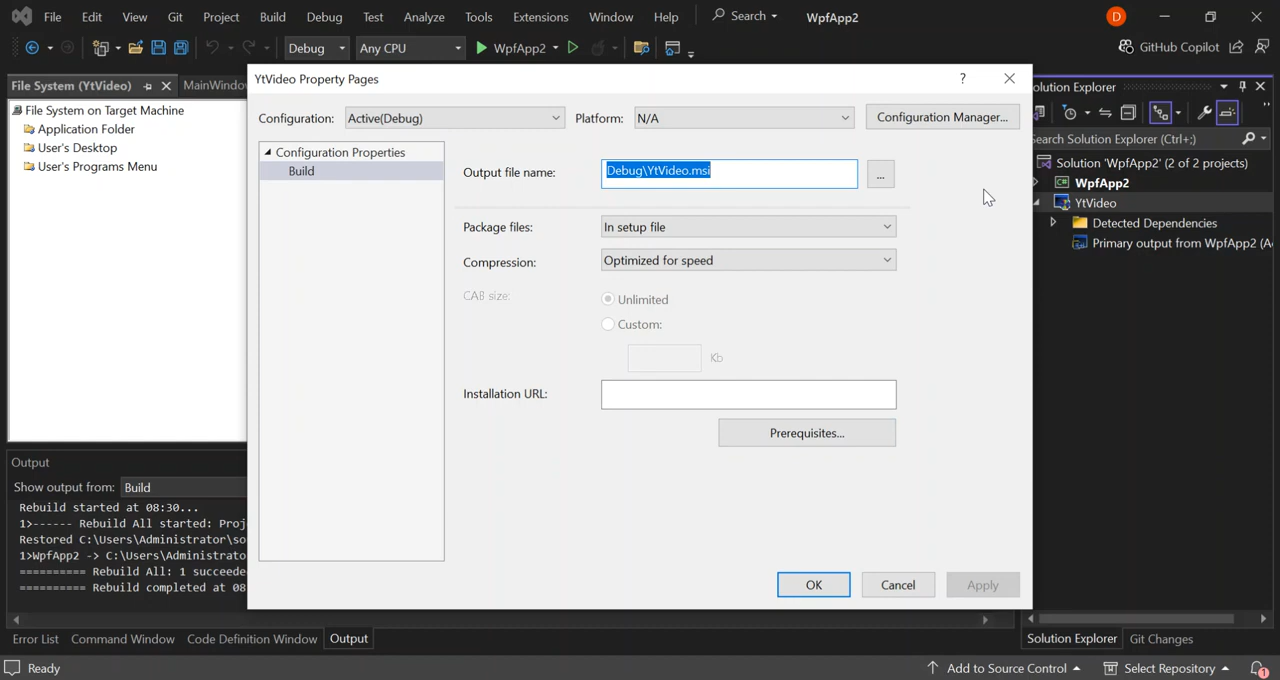 File Edit View Git Project Build Debug Test Analyze Tools Extensions Window Help Search WpfApp2 D
Debug Any CPU WpfApp2 GitHub Copilot
File System (YtVideo) MainWindo
File System on Target Machine
Application Folder
User's Desktop
User's Programs Menu
YtVideo Property Pages ?
Configuration: Active(Debug) Platform: N/A Configuration Manager...
Configuration Properties
Build
Output file name: Debug\YtVideo.msi ...
Package files: In setup file
Compression: Optimized for speed
CAB size: Unlimited
Custom:
Kb
Installation URL:
Prerequisites...
OK Cancel Apply
olution Explorer
earch Solution Explorer (Ctrl+;)
Solution 'WpfApp2' (2 of 2 projects)
WpfApp2
YtVideo
Detected Dependencies
Primary output from WpfApp2 (A
Output
Show output from: Build
Rebuild started at 08:30...
1>------ Rebuild All started: Proj
Restored C:\Users\Administrator\so
1>WpfApp2 -> C:\Users\Administrato
========== Rebuild All: 1 succeede
========== Rebuild completed at 08
Error List Command Window Code Definition Window Output
Solution Explorer Git Changes
Ready Add to Source Control Select Repository 1